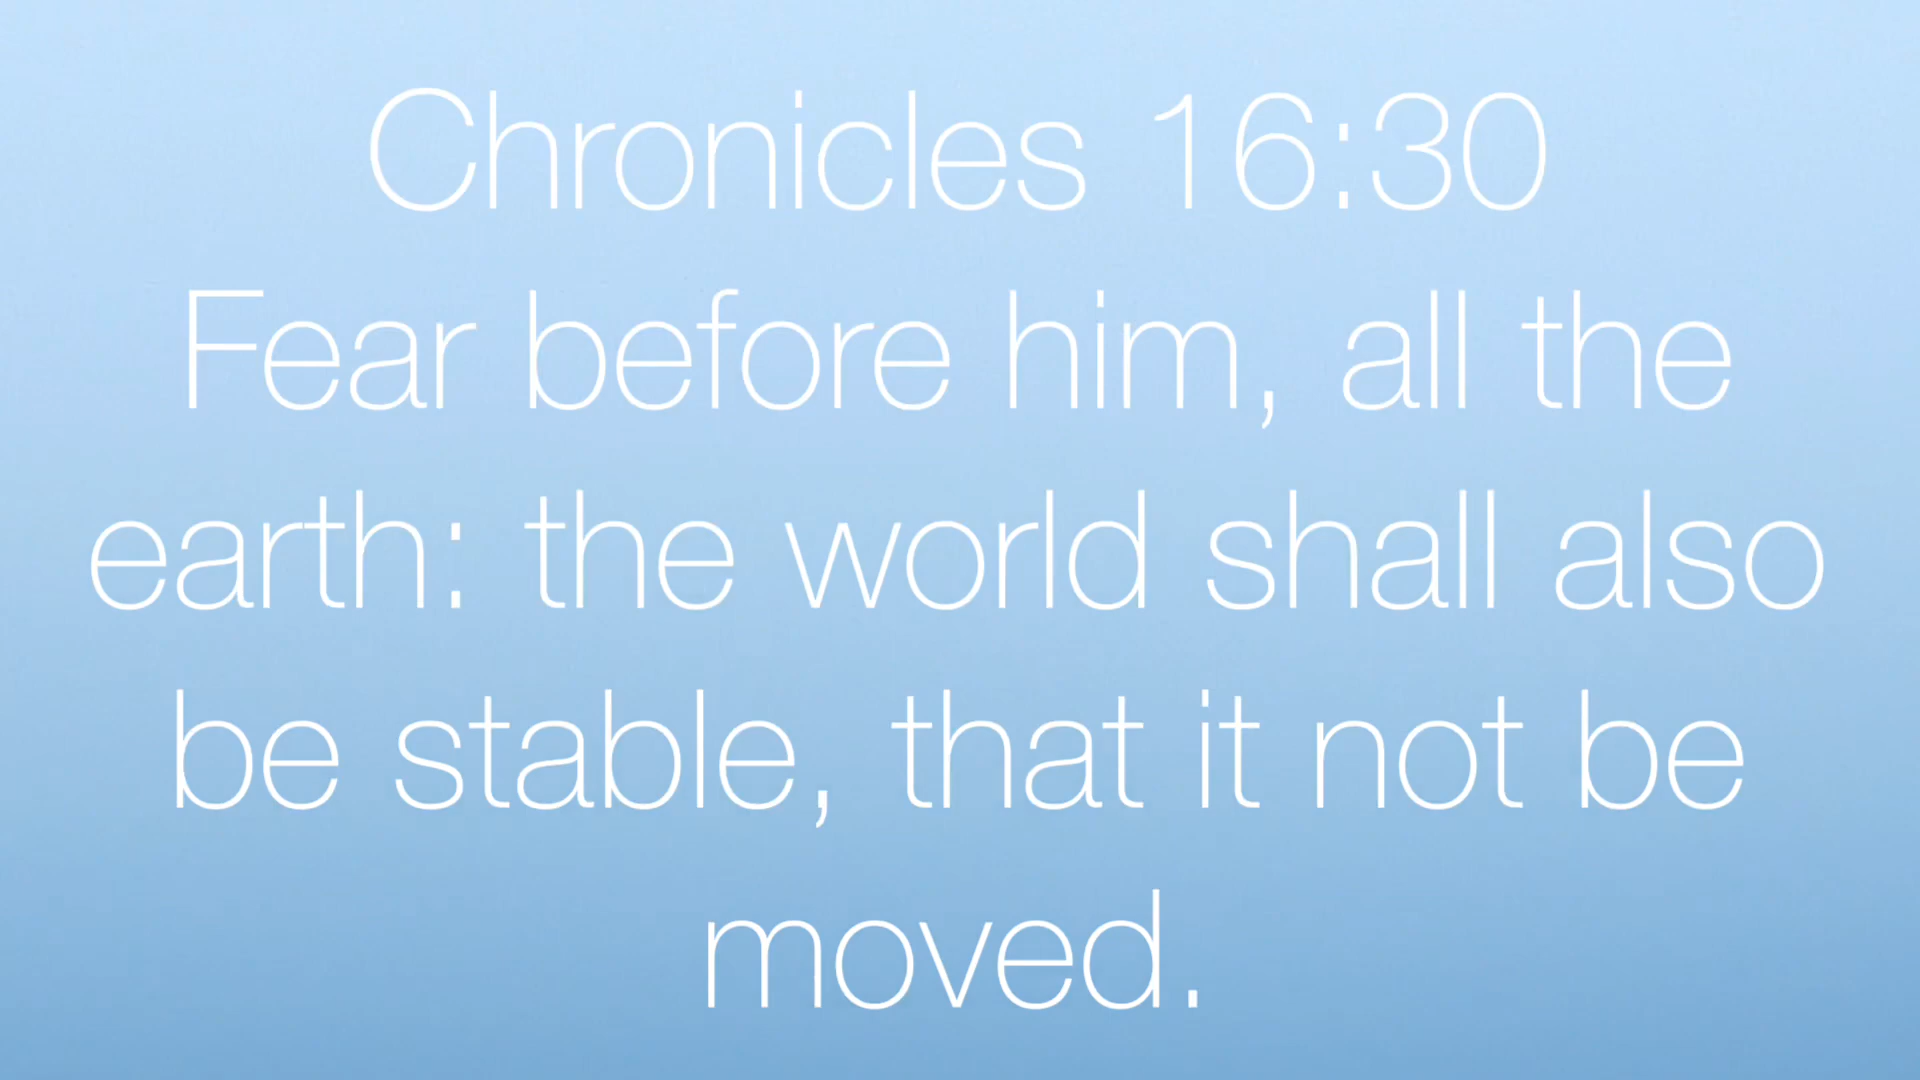 Chronicles 16:30
Fear before him, all the
earth: the world shall also
be stable, that it not be
moved.